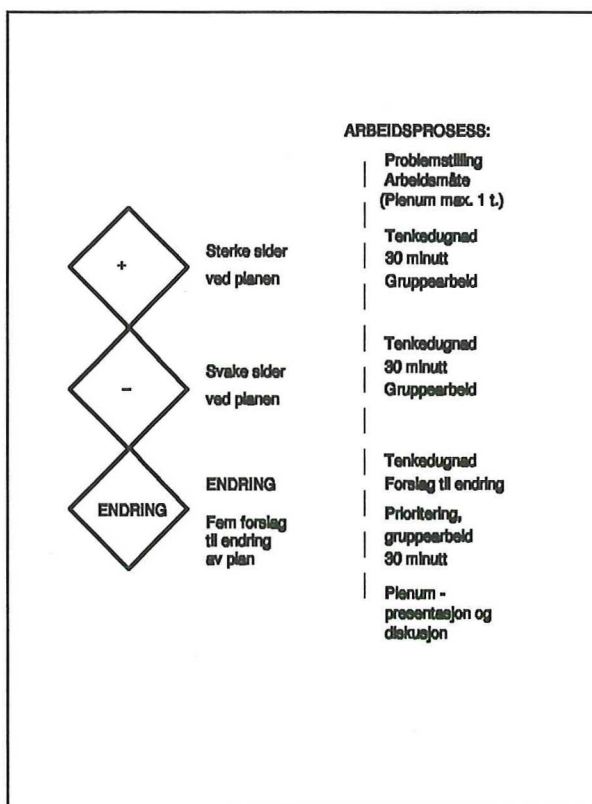 ARBEIDSPROSESS:
Problemstilling
Arbeidsmåte
(Plenum max. 1 t.)
+
Sterke sider
ved planen
Tenkedugnad
30 minutt
Gruppearbeid
-
Svake sider
ved planen
Tenkedugnad
30 minutt
Gruppearbeid
ENDRING
ENDRING
Fem forslag
til endring
av plan
Tenkedugnad
Forslag til endring
Prioritering,
gruppearbeid
30 minutt
Plenum -
presentasjon og
diskusjon